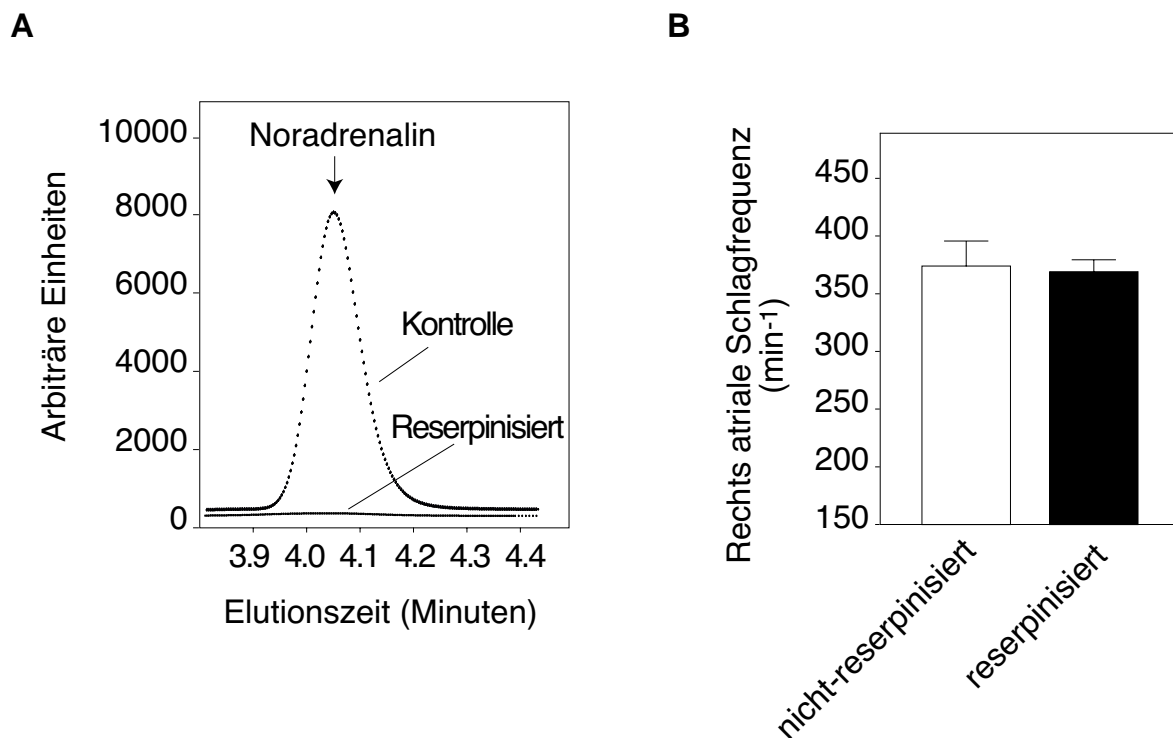 A
B
10000
8000
6000
4000
2000
0
Arbiträre Einheiten
Noradrenalin
Kontrolle
Reserpinisiert
3.9 4.0 4.1 4.2 4.3 4.4
Elutionszeit (Minuten)
Rechts atriale Schlagfrequenz
(min-1)
450
400
350
300
350
250
200
150
nicht-reserpinisiert
reserpinisiert